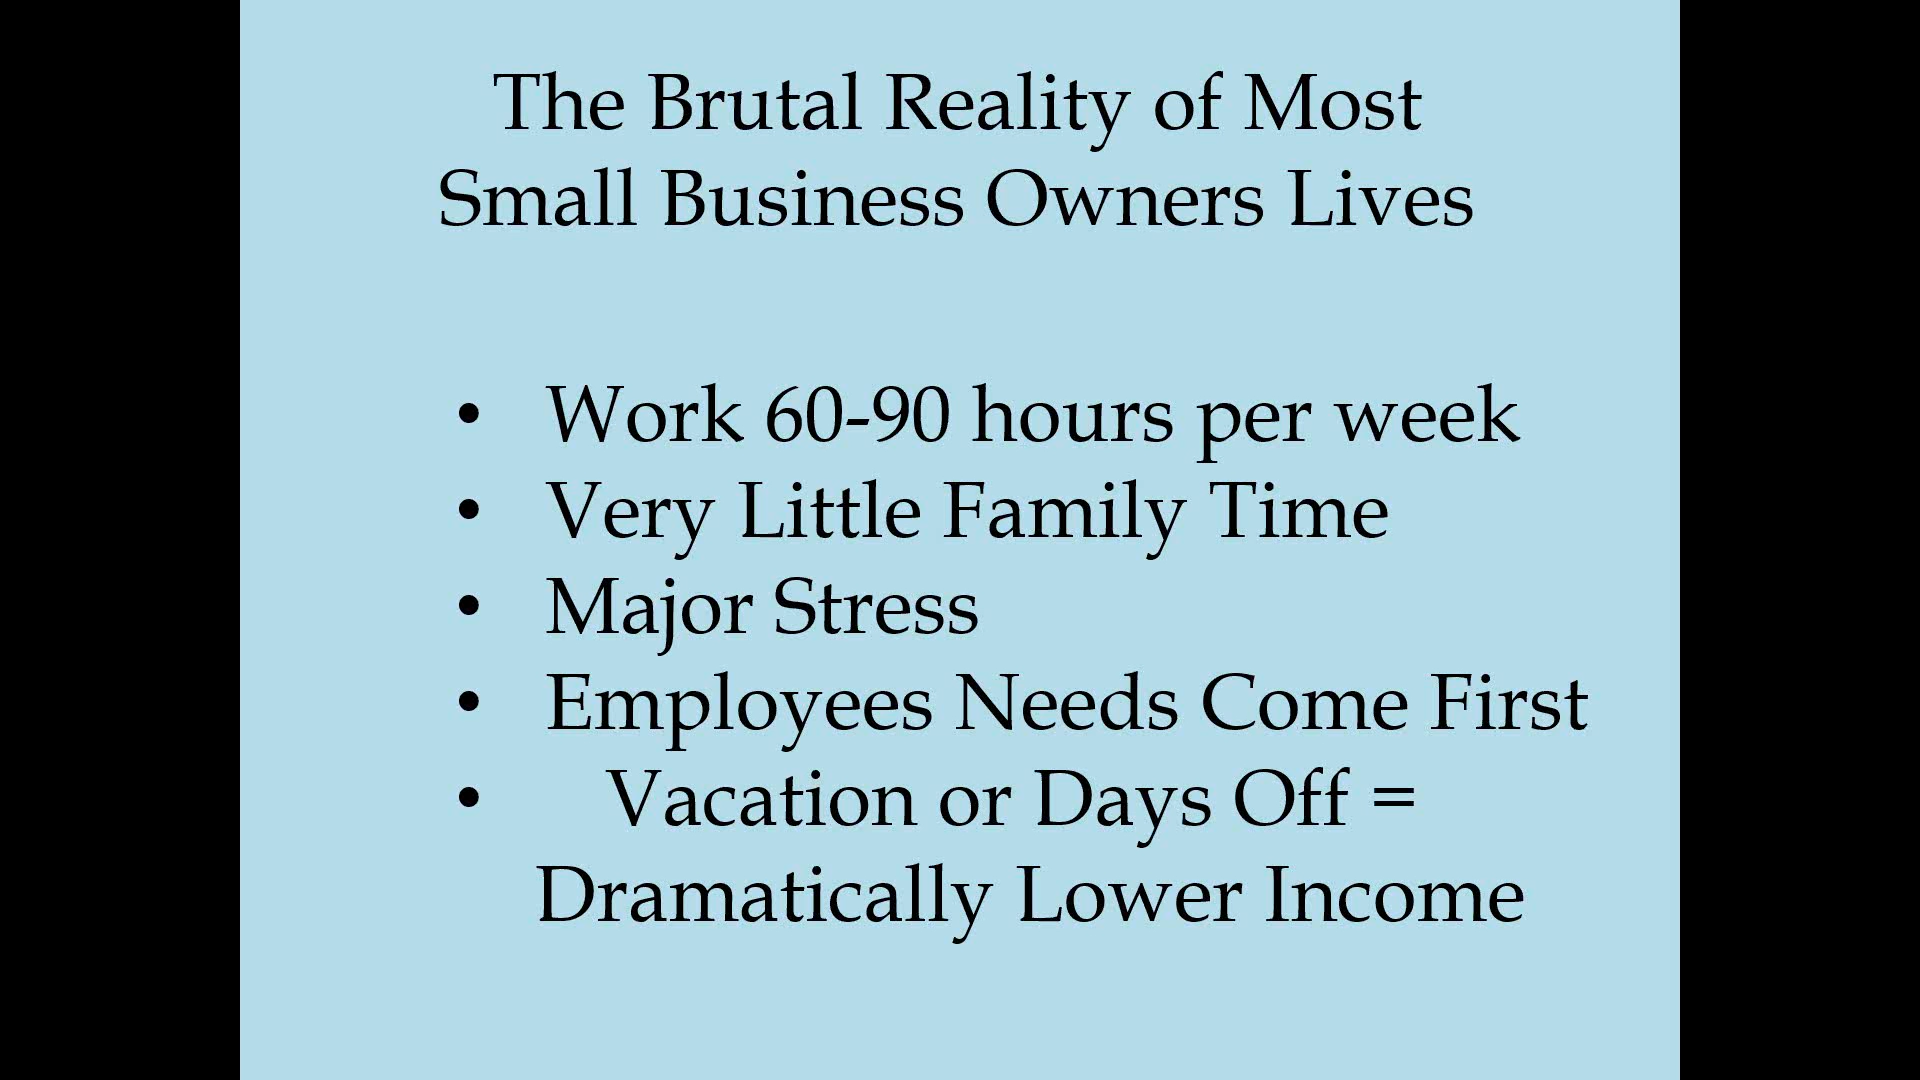 The Brutal Reality of Most
Small Business Owners Lives
• Work 60-90 hours per week
• Very Little Family Time
• Major Stress
• Employees Needs Come First
• Vacation or Days Off =
Dramatically Lower Income